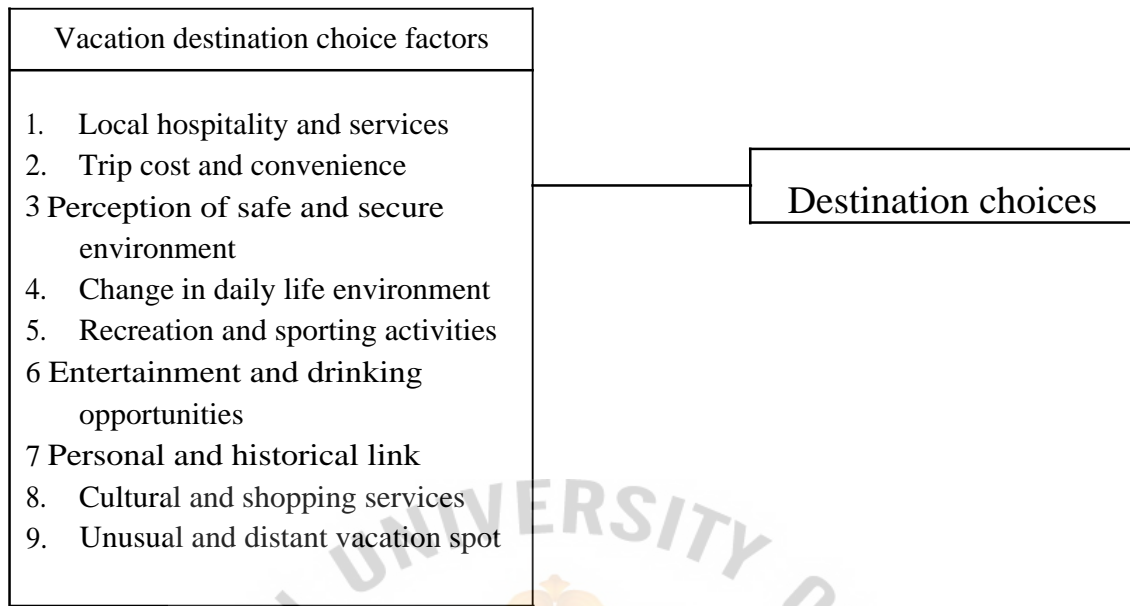 Vacation destination choice factors
1. Local hospitality and services
2. Trip cost and convenience
3 Perception of safe and secure
environment
4. Change in daily life environment
5. Recreation and sporting activities
6 Entertainment and drinking
opportunities
7 Personal and historical link
8. Cultural and shopping services
9. Unusual and distant vacation spot
Destination choices
UNIVERSITY